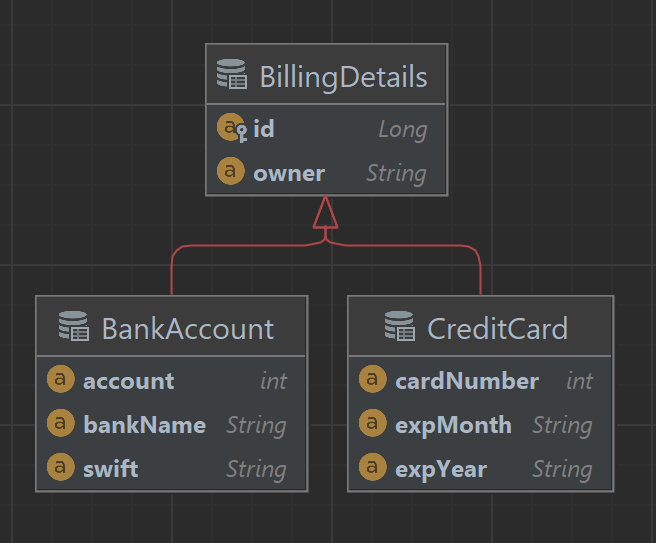 BillingDetails
id Long
owner String
BankAccount
account int
bankName String
swift String
CreditCard
cardNumber int
expMonth String
expYear String